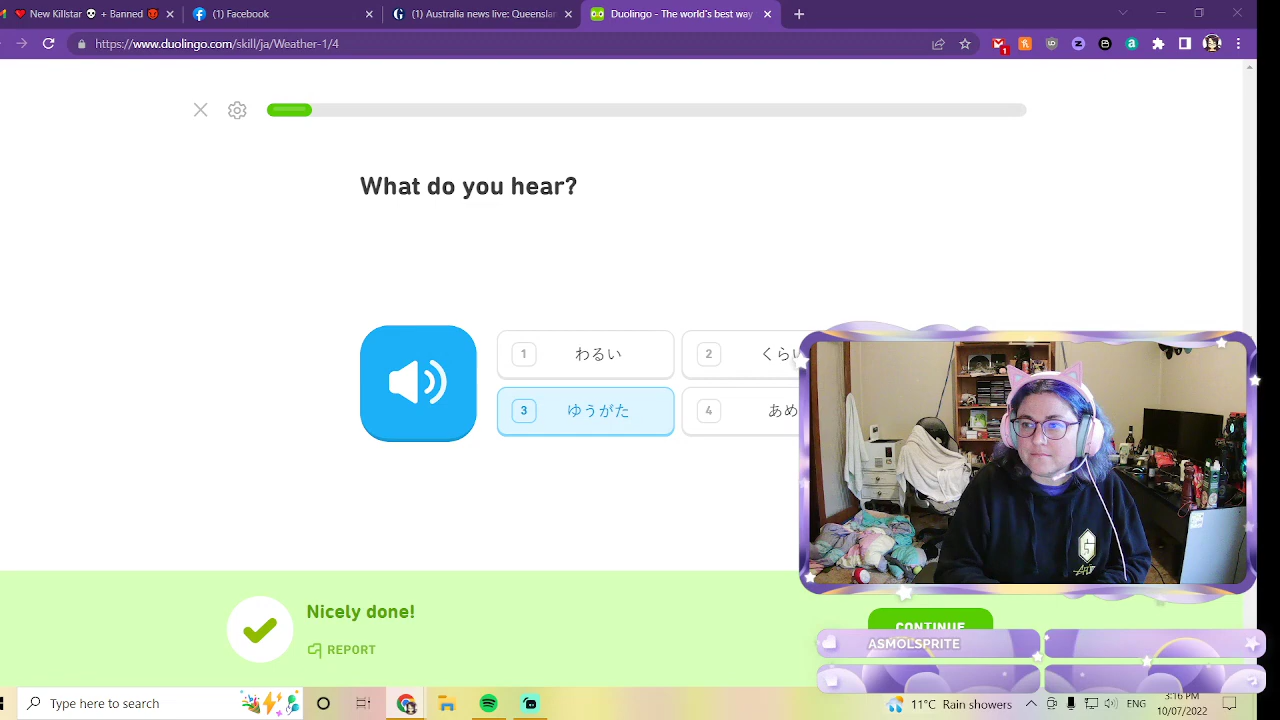 New Killstar 💀 + Banned 👹
(1) Facebook
(1) Australia news live: Queenslan
Duolingo - The world's best way
https://www.duolingo.com/skill/ja/Weather-1/4
1
What do you hear?
1 わるい
2 くらい
3 ゆうがた
4 あめ
Nicely done!
REPORT
CONTINUE
ASMOLSPRITE
Type here to search
11°C Rain showers
ENG
3:16 PM
10/07/2022